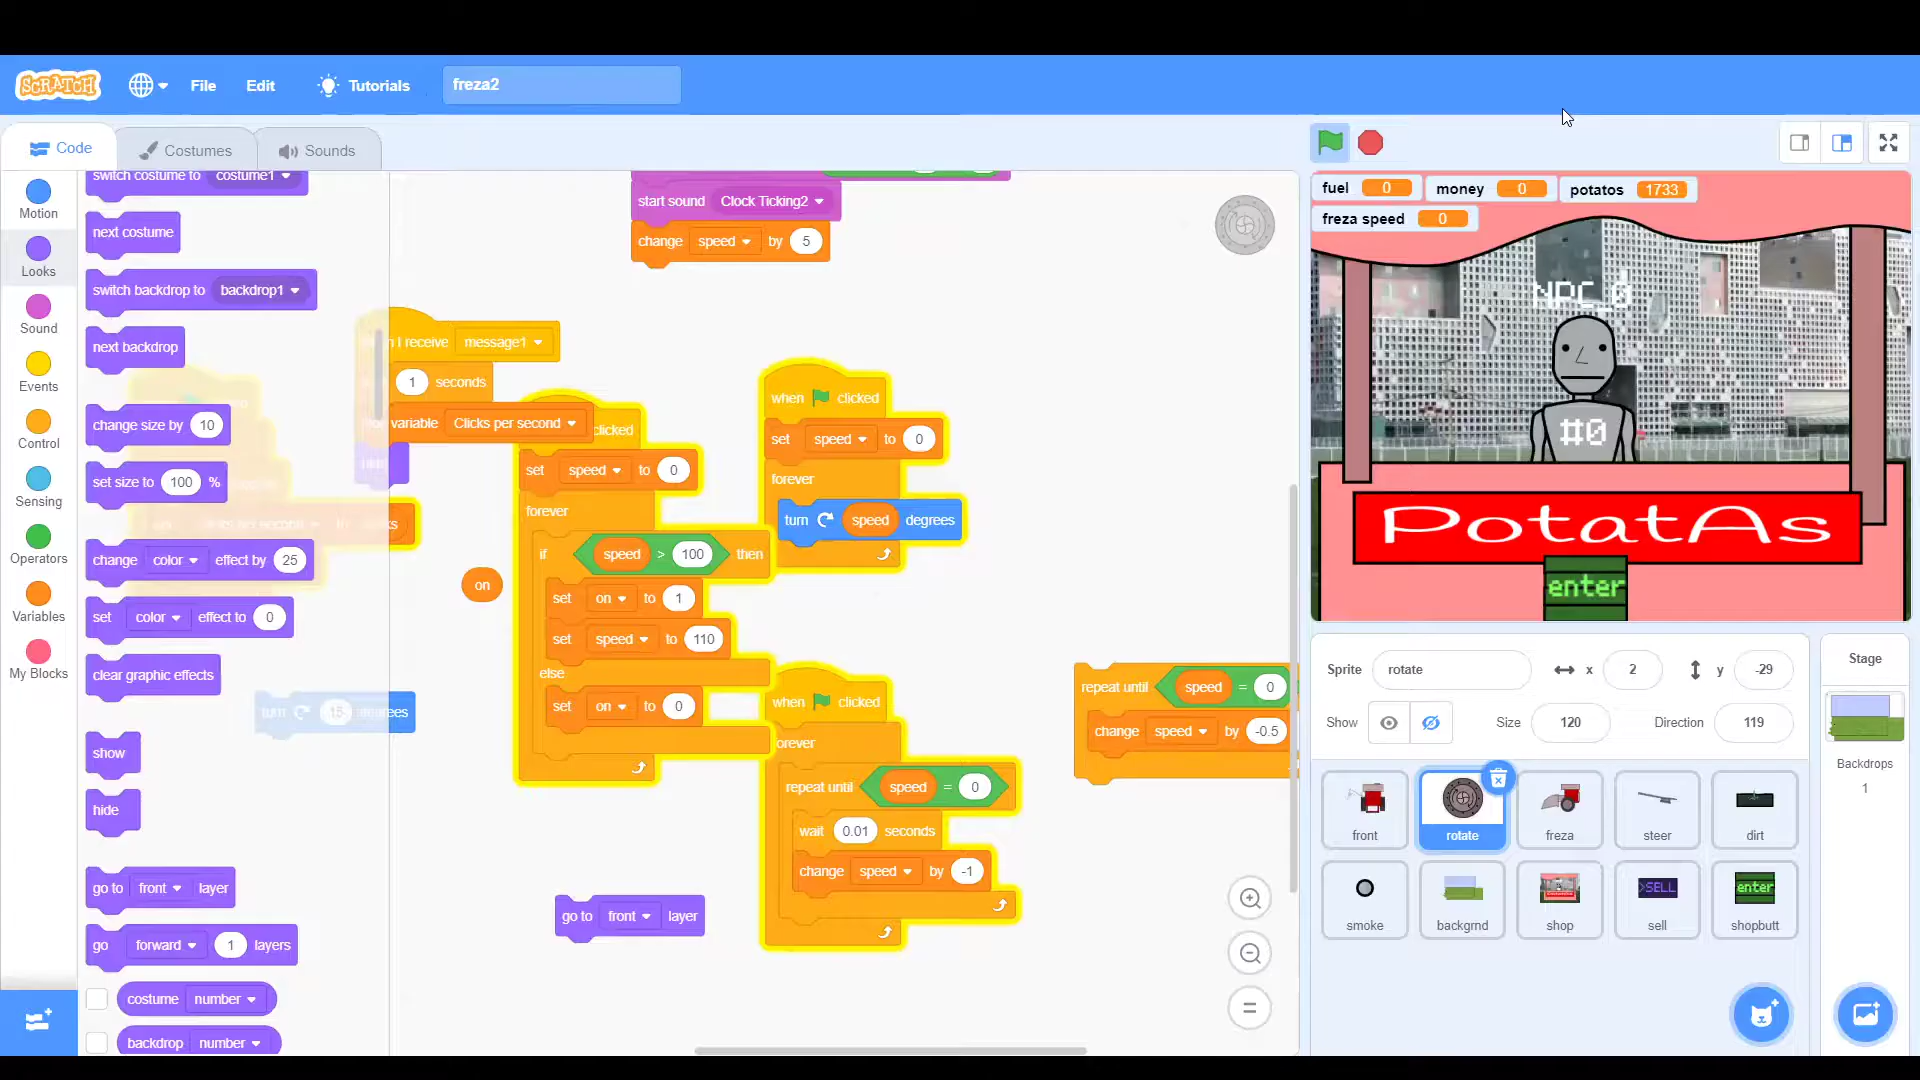 SCRATCH
File
Edit
Tutorials
freza2
Code
Costumes
Sounds
Motion
Looks
Sound
Events
Control
Sensing
Operators
Variables
My Blocks
switch costume to costume1
next costume
switch backdrop to backdrop1
next backdrop
change size by 10
set size to 100 %
change color effect by 25
set color effect to 0
clear graphic effects
show
hide
go to front layer
go forward 1 layers
costume number
backdrop number
turn 15 degrees
start sound Clock Ticking2
change speed by 5
I receive message1
1 seconds
variable Clicks per second
clicked
set speed to 0
forever
if speed > 100 then
set on to 1
set speed to 110
else
set on to 0
on
when clicked
set speed to 0
forever
turn speed degrees
when clicked
forever
repeat until speed = 0
wait 0.01 seconds
change speed by -1
go to front layer
repeat until speed = 0
change speed by -0.5
fuel 0
money 0
potatos 1733
freza speed 0
NPC_0
#0
PotatAs
enter
Sprite rotate
x 2
y -29
Show
Size 120
Direction 119
front
rotate
freza
steer
dirt
smoke
backgrnd
shop
>SELL
sell
enter
shopbutt
Stage
Backdrops
1